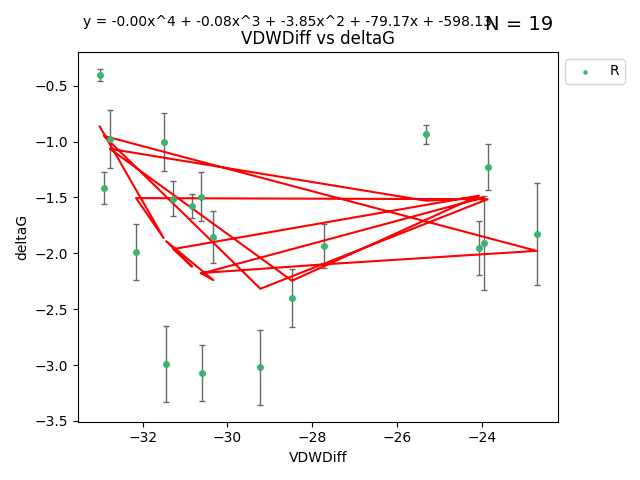 y = -0.00x^4 + -0.08x^3 + -3.85x^2 + -79.17x + -598.13
N = 19
VDWDiff vs deltaG
R
−0.5
−1.0
−1.5
−2.0
−2.5
−3.0
−3.5
deltaG
−32 −30 −28 −26 −24
VDWDiff